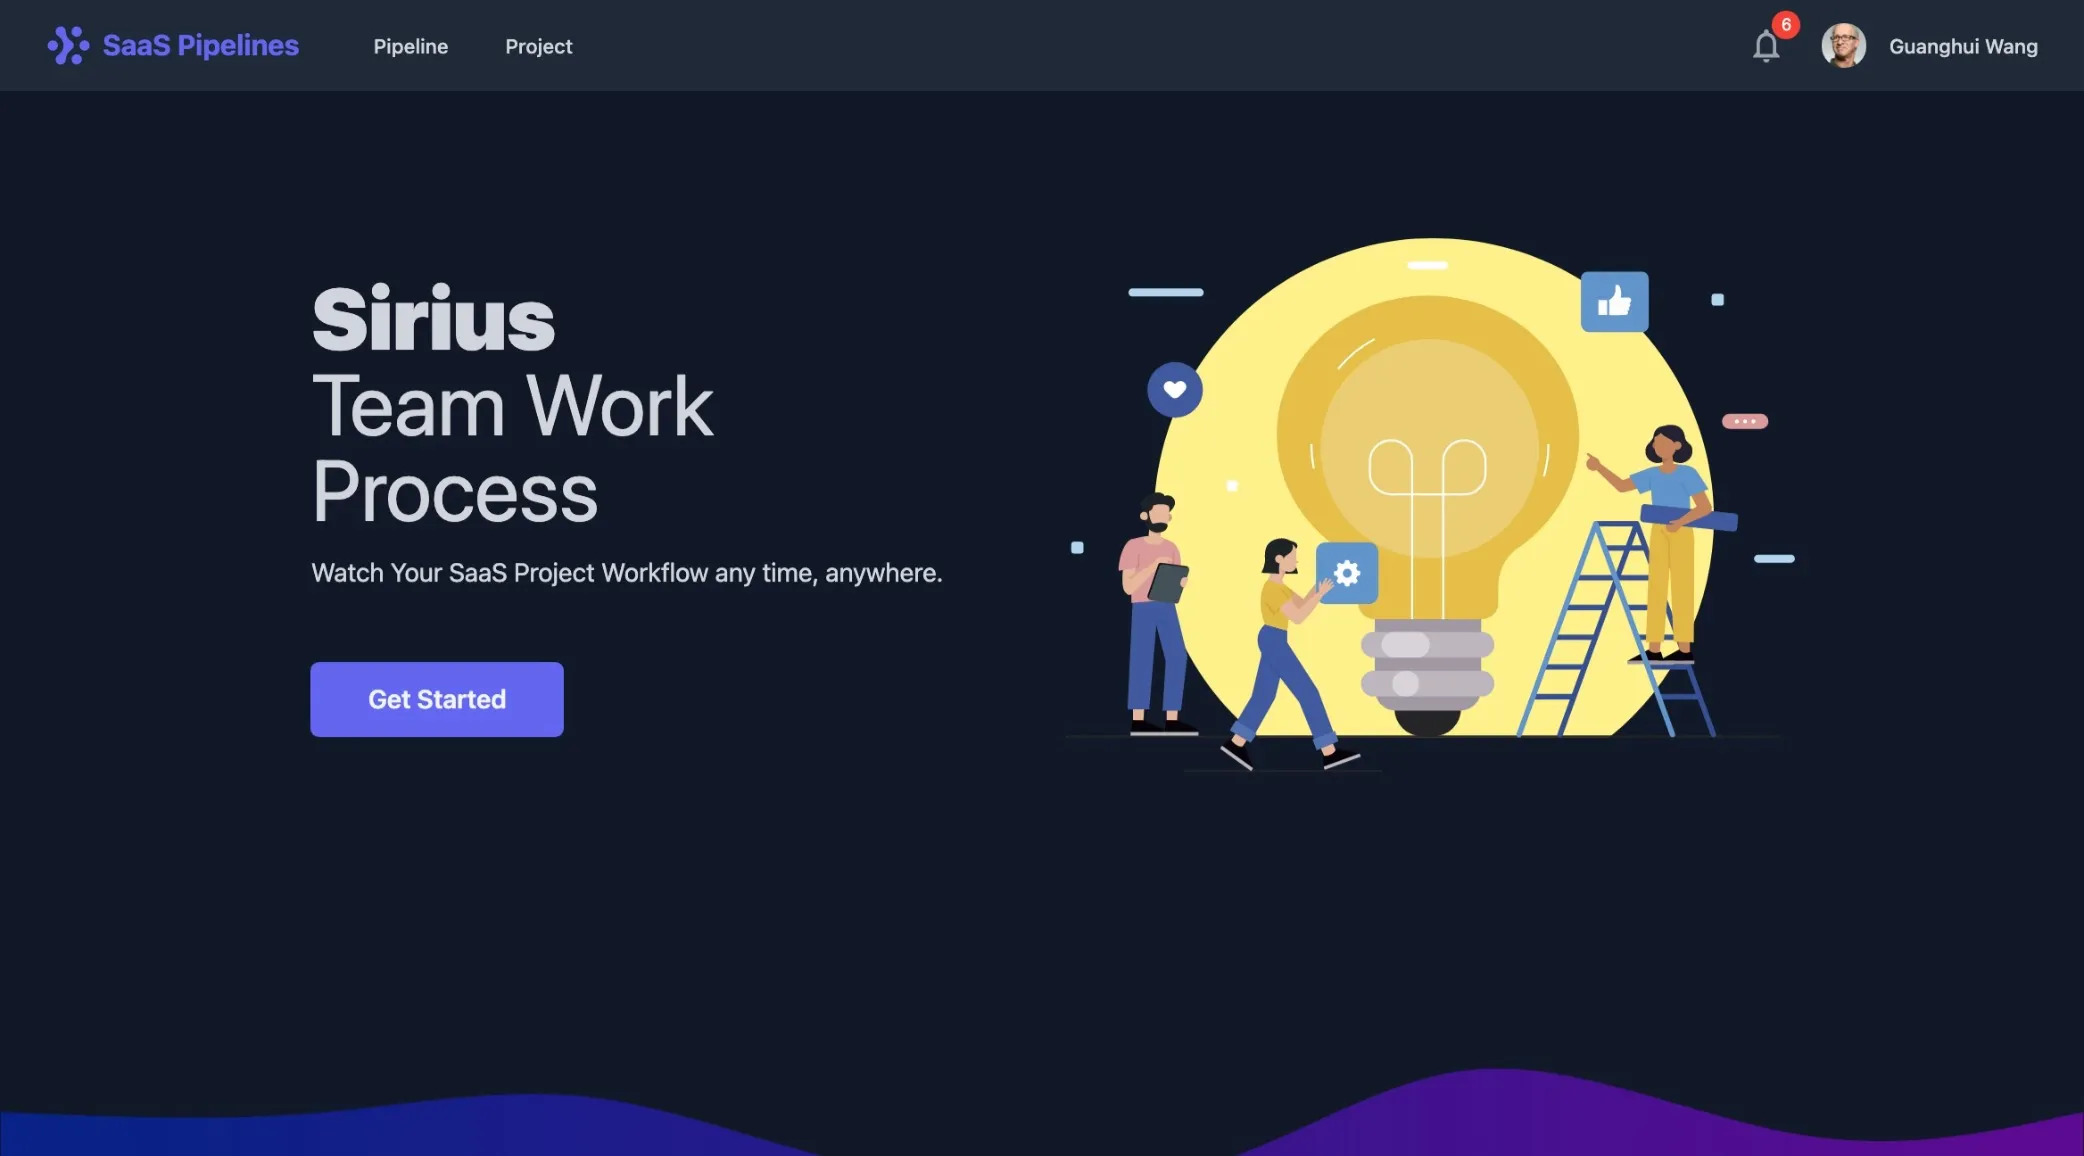 SaaS Pipelines
Pipeline
Project
6
Guanghui Wang
Sirius
Team Work
Process
Watch Your SaaS Project Workflow any time, anywhere.
Get Started